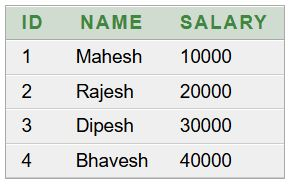 ID NAME SALARY
1 Mahesh 10000
2 Rajesh 20000
3 Dipesh 30000
4 Bhavesh 40000